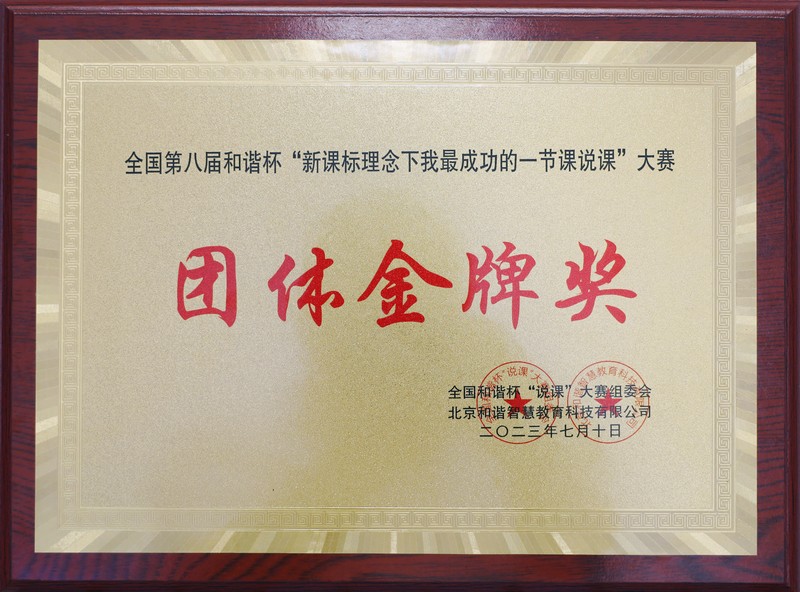 全国第八届和谐杯“新课标理念下我最成功的一节课说课”大赛
团体金牌奖
全国和谐杯“说课”大赛组委会
北京和谐智慧教育科技有限公司
二〇二三年七月十日